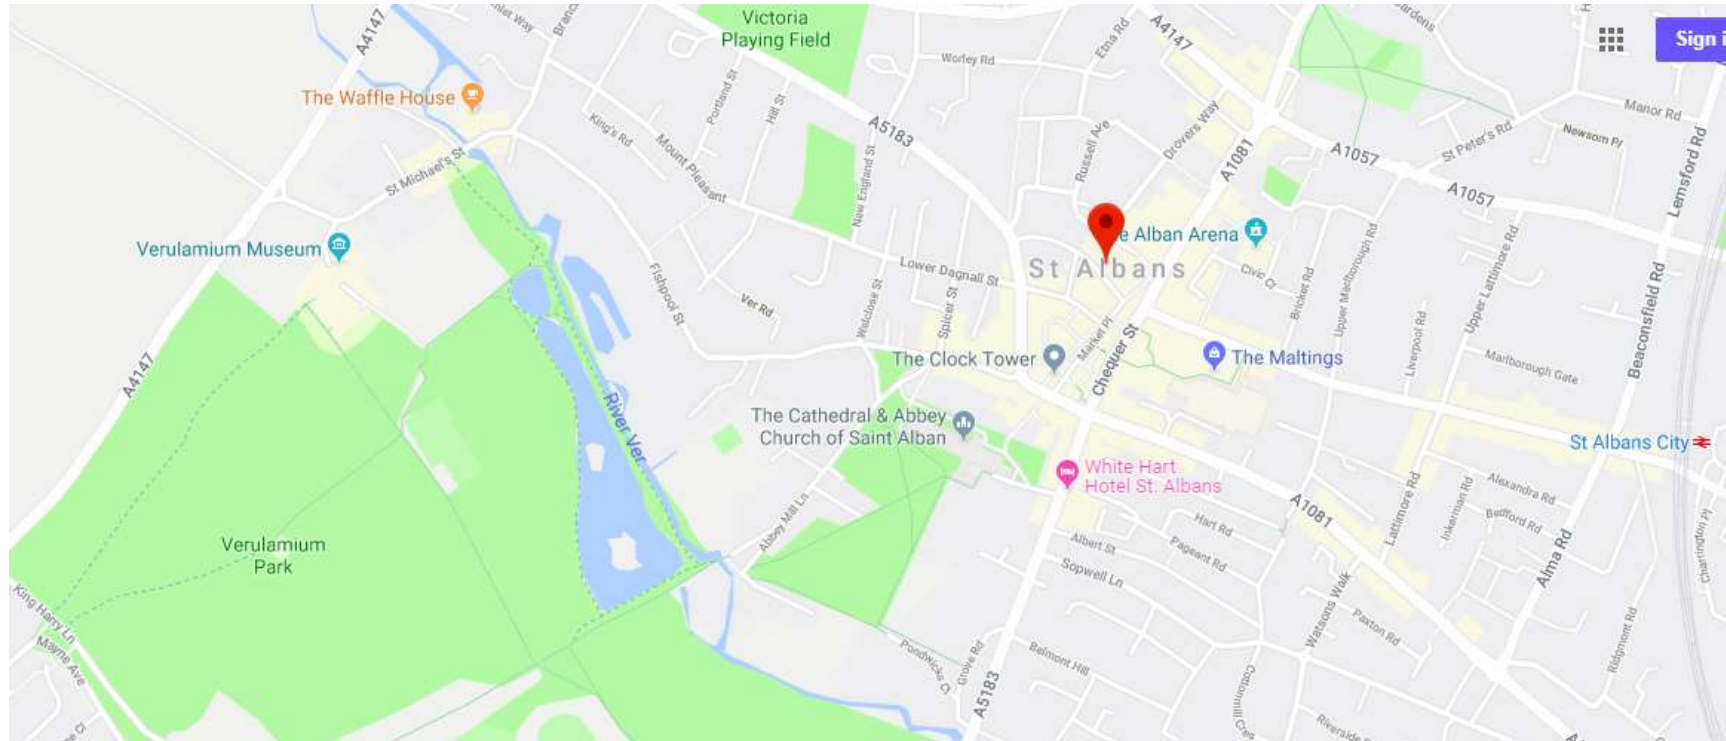 Victoria
Playing Field
A4147
A4147
Etna Rd
Worley Rd
Sign i
The Waffle House
Portland St
Hill St
King's Rd
Mount Pleasant
A5183
Russell Ave
Drovers Way
A1081
A1057
St Peter's Rd
Manor Rd
Newsom Pl
Lemsford Rd
A1057
St Michael's St
New England St
Verulamium Museum
Alban Arena
St Albans
Civic Ct
Bricket Rd
Upper Marlborough Rd
Upper Lattimore Rd
Lower Dagnall St
Fishpool St
Ver Rd
Welclose St
Spicer St
Market Pl
Chequer St
Liverpool Rd
Beaconsfield Rd
The Clock Tower
The Maltings
Marlborough Gate
A4147
River Ver
The Cathedral & Abbey
Church of Saint Alban
St Albans City
White Hart
Hotel St. Albans
Abbey Mill Ln
A1081
Hart Rd
Pageant Rd
Albert St
Sopwell Ln
Lattimore Rd
Inkerman Rd
Alexandra Rd
Bedford Rd
Alma Rd
Charrington Pl
Verulamium
Park
King Harry Ln
Mayne Ave
Watsons Walk
Paxton Rd
Ridgmont Rd
Pondwicks Cl
Grove Rd
Belmont Hill
A5183
Cottonmill Cres
Riverside